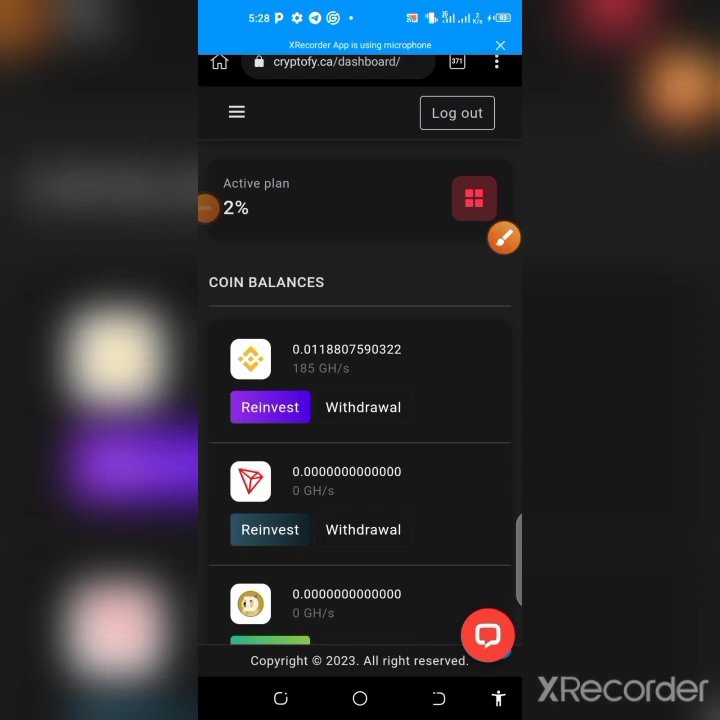 5:28
93
XRecorder App is using microphone
cryptofy.ca/dashboard/
371
Log out
Active plan
2%
COIN BALANCES
0.0118807590322
185 GH/s
Reinvest
Withdrawal
0.0000000000000
0 GH/s
Reinvest
Withdrawal
0.0000000000000
0 GH/s
Copyright © 2023. All right reserved.
XRecorder